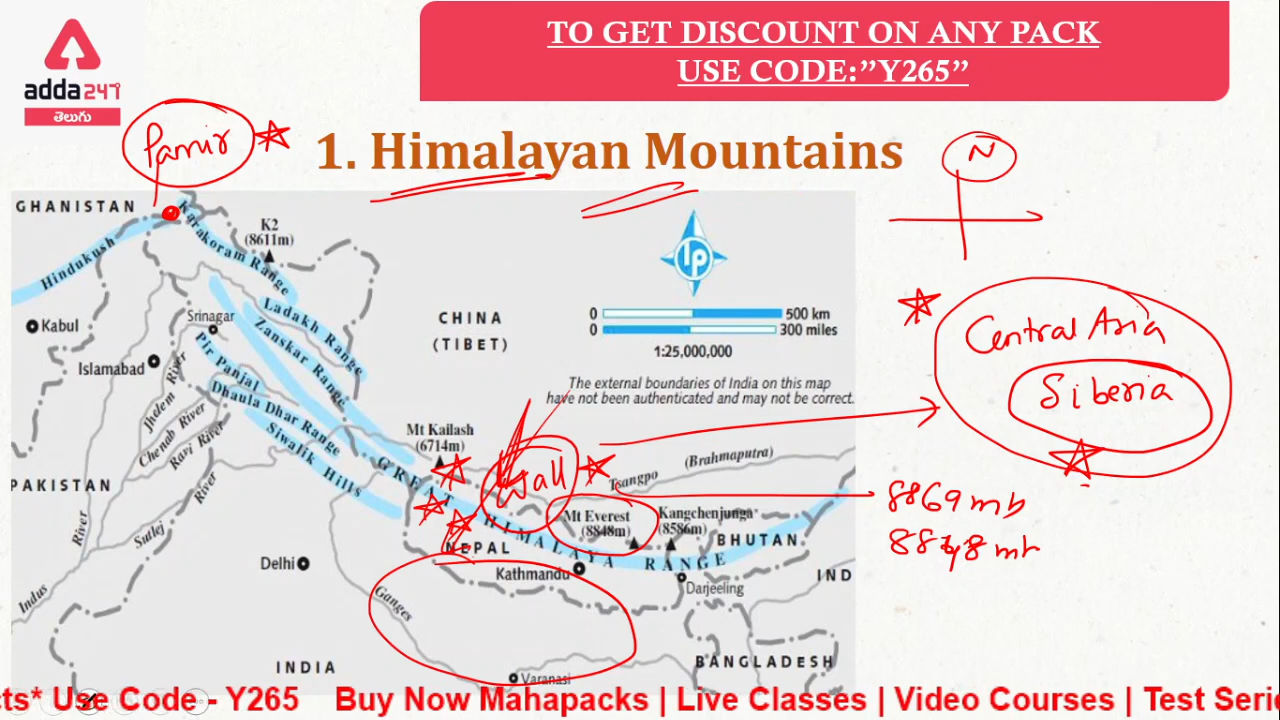 TO GET DISCOUNT ON ANY PACK
USE CODE:”Y265”
adda247
తెలుగు
Pamir
1. Himalayan Mountains
N
GHANISTAN
K2
(8611m)
Karakoram Range
Hindukush
Kabul
Srinagar
Ladakh Range
Zanskar Range
CHINA
(TIBET)
0 500 km
0 300 miles
1:25,000,000
Islamabad
Pir Panjal
Dhaula Dhar Range
Siwalik Hills
The external boundaries of India on this map
have not been authenticated and may not be correct.
Central Asia
Siberia
Jhelem River
Chenab River
Ravi River
Mt Kailash
(6714m)
Wall
Tsangpo (Brahmaputra)
PAKISTAN
River
Sutlej River
GREAT HIMALAYA RANGE
Mt Everest
(8848m)
Kangchenjunga
(8586m)
8869 mt
8848 mt
NEPAL
BHUTAN
Delhi
Kathmandu
Darjeeling
IND
Indus
Ganges
INDIA
Varanasi
BANGLADESH
cts* Use Code - Y265 Buy Now Mahapacks | Live Classes | Video Courses | Test Seri